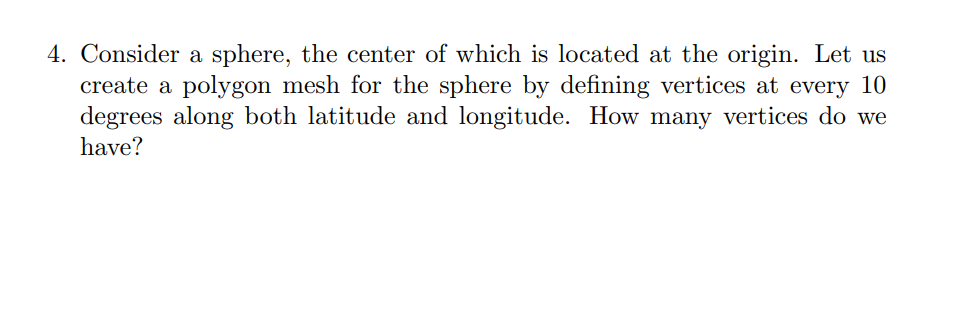 4. Consider a sphere, the center of which is located at the origin. Let us
create a polygon mesh for the sphere by defining vertices at every 10
degrees along both latitude and longitude. How many vertices do we
have?